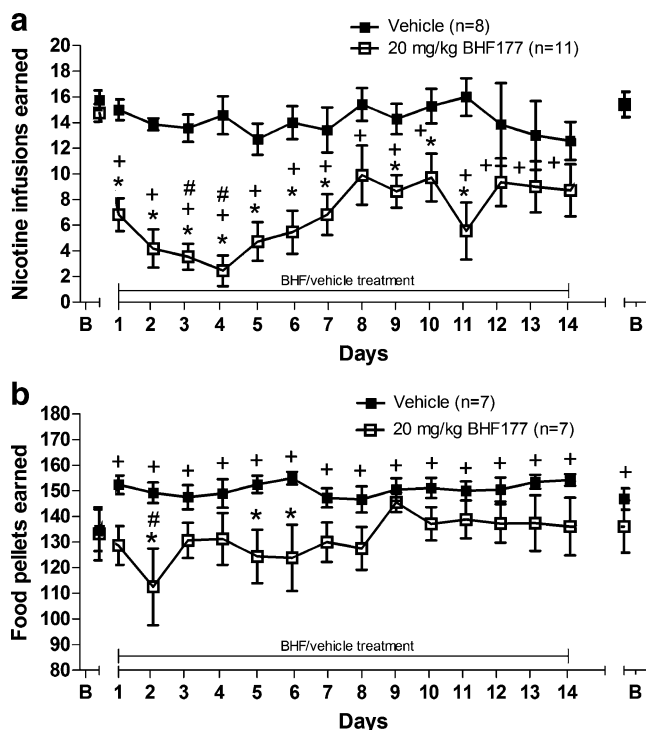 a
Vehicle (n=8)
20 mg/kg BHF177 (n=11)
Nicotine infusions earned
20
18
16
14
12
10
8
6
4
2
0
+ + # # + + + + + + + + + +
* * + + * * * * * *
* *
BHF/vehicle treatment
B 1 2 3 4 5 6 7 8 9 10 11 12 13 14 B
Days
b
Vehicle (n=7)
20 mg/kg BHF177 (n=7)
Food pellets earned
180
170
160
150
140
130
120
110
100
90
80
+ + + + + + + + + + + + + + +
# * *
*
BHF/vehicle treatment
B 1 2 3 4 5 6 7 8 9 10 11 12 13 14 B
Days